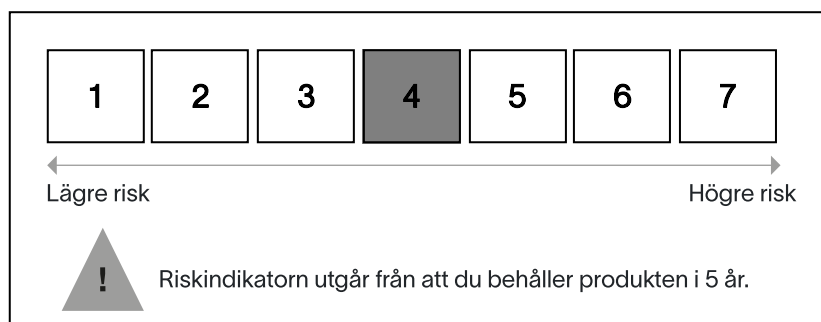 1 2 3 4 5 6 7
Lägre risk Högre risk
! Riskindikatorn utgår från att du behåller produkten i 5 år.